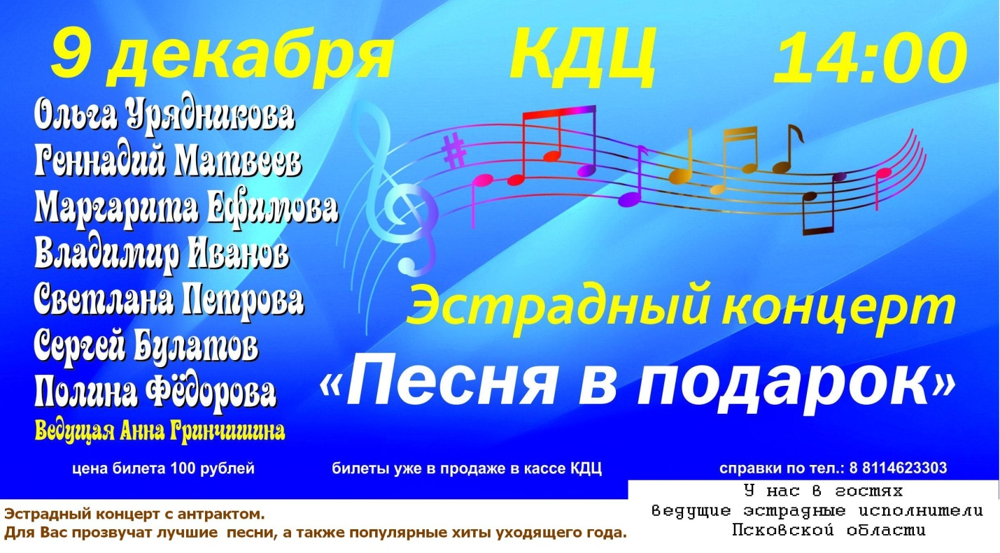 9 декабря КДЦ 14:00
Ольга Урядникова
Геннадий Матвеев
Маргарита Ефимова
Владимир Иванов
Светлана Петрова
Сергей Булатов
Полина Фёдорова
Ведущая Анна Гринчишина
Эстрадный концерт
«Песня в подарок»
цена билета 100 рублей билеты уже в продаже в кассе КДЦ справки по тел.: 8 8114623303
Эстрадный концерт с антрактом.
Для Вас прозвучат лучшие песни, а также популярные хиты уходящего года.
У нас в гостях
ведущие эстрадные исполнители
Псковской области